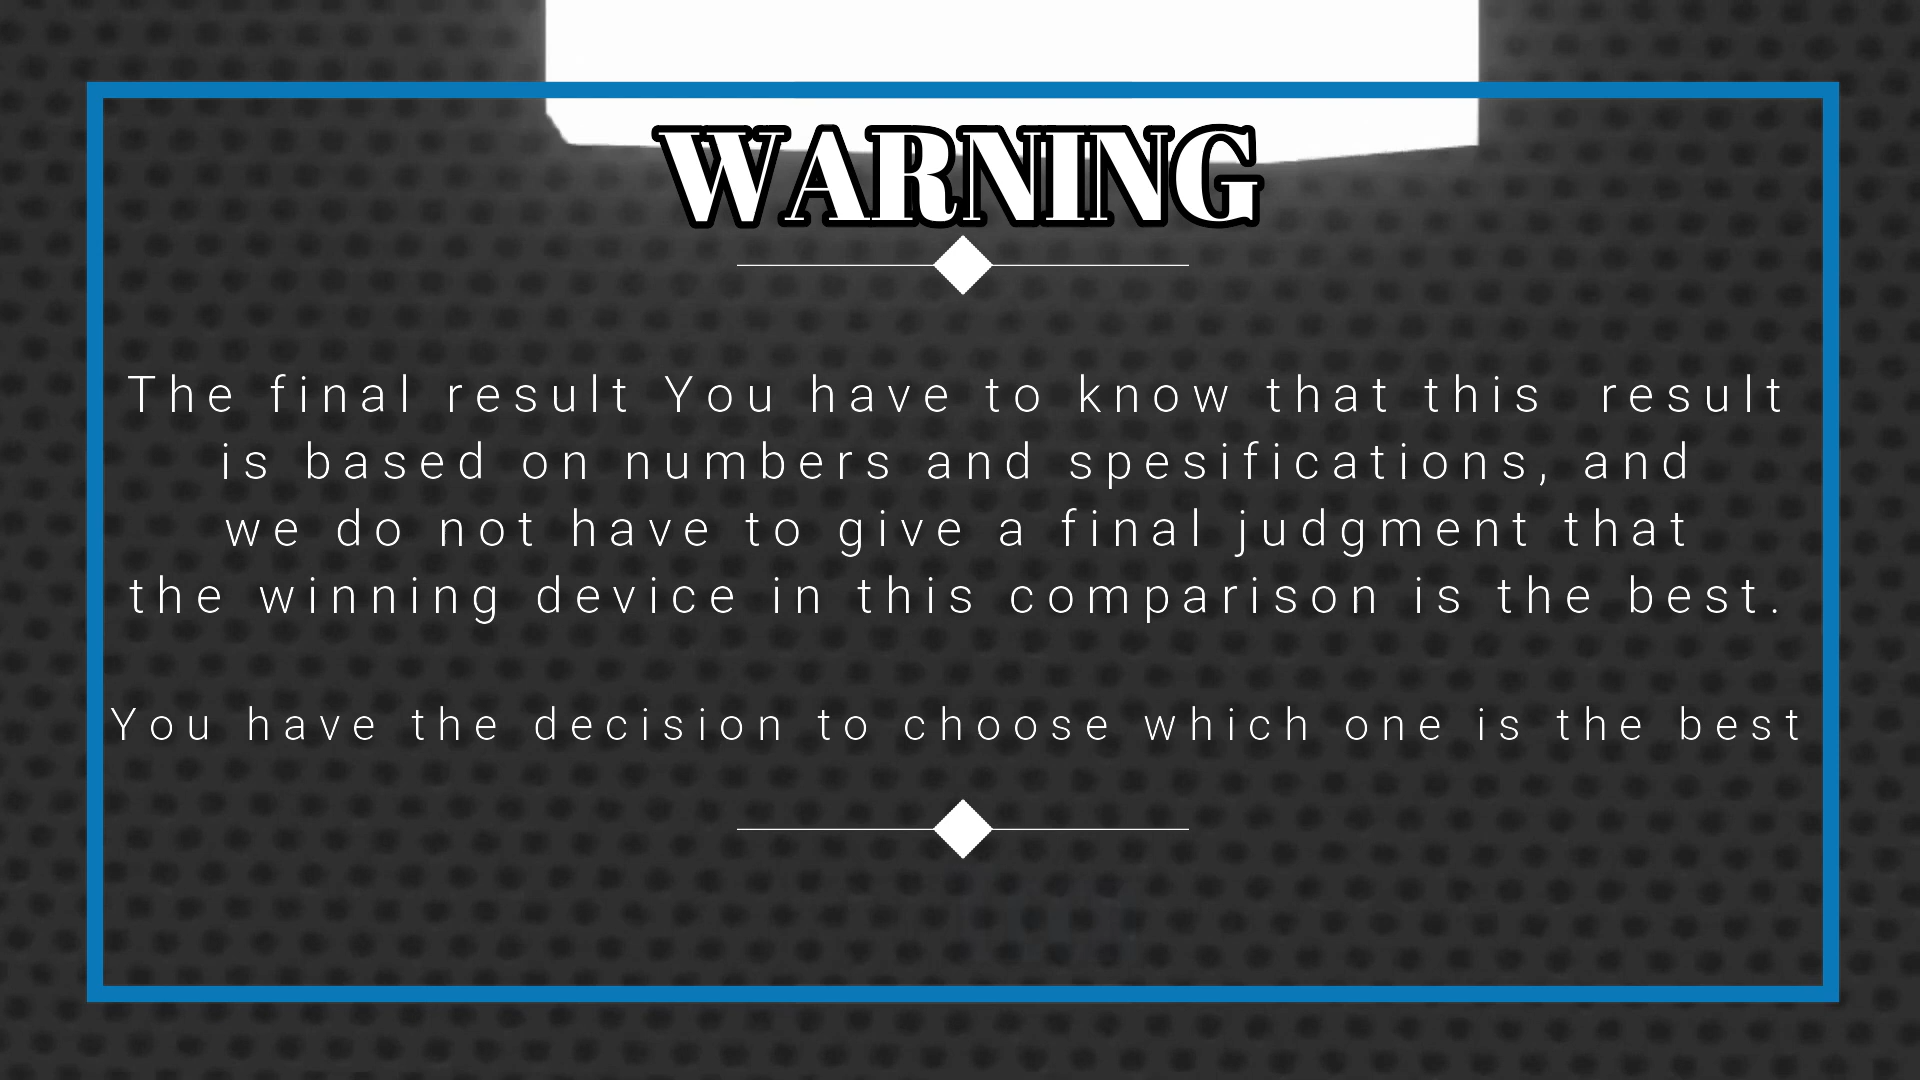 WARNING
The final result You have to know that this result
is based on numbers and spesifications, and
we do not have to give a final judgment that
the winning device in this comparison is the best.
You have the decision to choose which one is the best